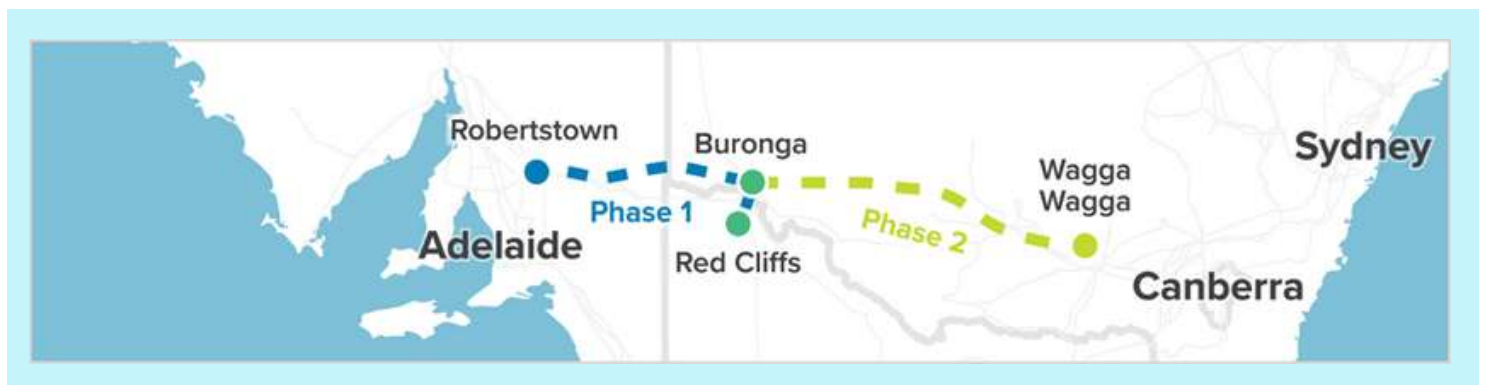 Robertstown
Buronga
Sydney
Wagga
Wagga
Phase 1
Phase 2
Adelaide
Red Cliffs
Canberra